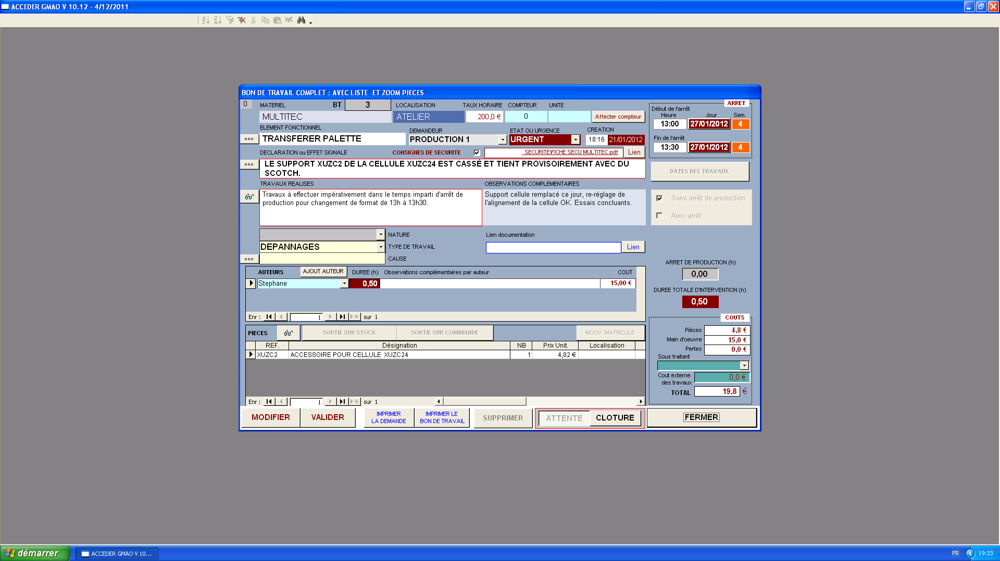 ACCEDER GMAO V 10.12 - 4/12/2011
BON DE TRAVAIL COMPLET : AVEC LISTE ET ZOOM PIECES
0 MATERIEL BT 3 LOCALISATION TAUX HORAIRE COMPTEUR UNITE
MULTITEC ATELIER 200,0 € 0 Affecter compteur
ELEMENT FONCTIONNEL DEMANDEUR ETAT OU URGENCE CREATION
TRANSFERER PALETTE PRODUCTION 1 URGENT 18:16 21/01/2012
DECLARATION ou EFFET SIGNALE CONSIGNES DE SECURITE _SECURITE\FICHE SECU MULTITEC.pdf Lien
LE SUPPORT XUZC2 DE LA CELLULE XUZC24 EST CASSÉ ET TIENT PROVISOIREMENT AVEC DU
SCOTCH.
ARRET
Début de l'arrêt
Heure Jour Sem.
13:00 27/01/2012 4
Fin de l'arrêt
13:30 27/01/2012 4
DATES DES TRAVAUX
TRAVAUX REALISES
Travaux à effectuer impérativement dans le temps imparti d'arrêt de
production pour changement de format de 13h à 13h30.
OBSERVATIONS COMPLEMENTAIRES
Support cellule remplacé ce jour, re-réglage de
l'alignement de la cellule OK. Essais concluants.
Sans arrêt de production
Avec arrêt
NATURE
DEPANNAGES TYPE DE TRAVAIL
CAUSE
Lien documentation
Lien
ARRET DE PRODUCTION (h)
0,00
DUREE TOTALE D'INTERVENTION (h)
0,50
AUTEURS AJOUT AUTEUR DUREE (h) Observations complémentaires par auteur COUT
Stephane 0,50 15,00 €
Enr : 1 sur 1
PIECES SORTIE SUR STOCK SORTIE SUR COMMANDE MOUV. MATRICULE
REF. Désignation NB Prix Unit. Localisation
XUZC2 ACCESSOIRE POUR CELLULE XUZC24 1 4,82 €
Enr : 1 sur 1
COUTS
Pièces 4,8 €
Main d'oeuvre 15,0 €
Pertes 0,0 €
Sous traitant
Cout externe
des travaux 0,0 €
TOTAL 19,8 €
MODIFIER
VALIDER
IMPRIMER
LA DEMANDE
IMPRIMER LE
BON DE TRAVAIL
SUPPRIMER
ATTENTE
CLOTURE
FERMER
démarrer ACCEDER GMAO V 10... FR 19:33